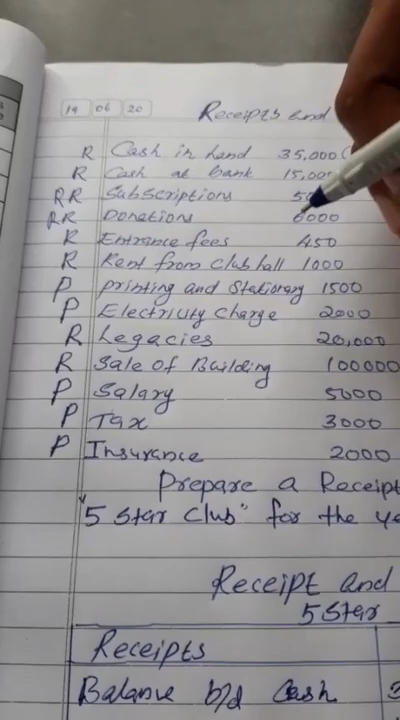 19 06 20
Receipts and
R Cash in hand 35,000(
R Cash at bank 15,000
RR Subscriptions
RR Donations 6000
R Entrance fees 450
R Rent from Club hall 1000
P printing and Stationary 1500
P Electricity Charge 2000
R Legacies 20,000
R Sale of Building 100000
P Salary 5000
P Tax 3000
P Insurance 2000
Prepare a Receipt
"5 Star Club" for the ye
Receipt and
5 Star
Receipts
Balance b/d Cash 3